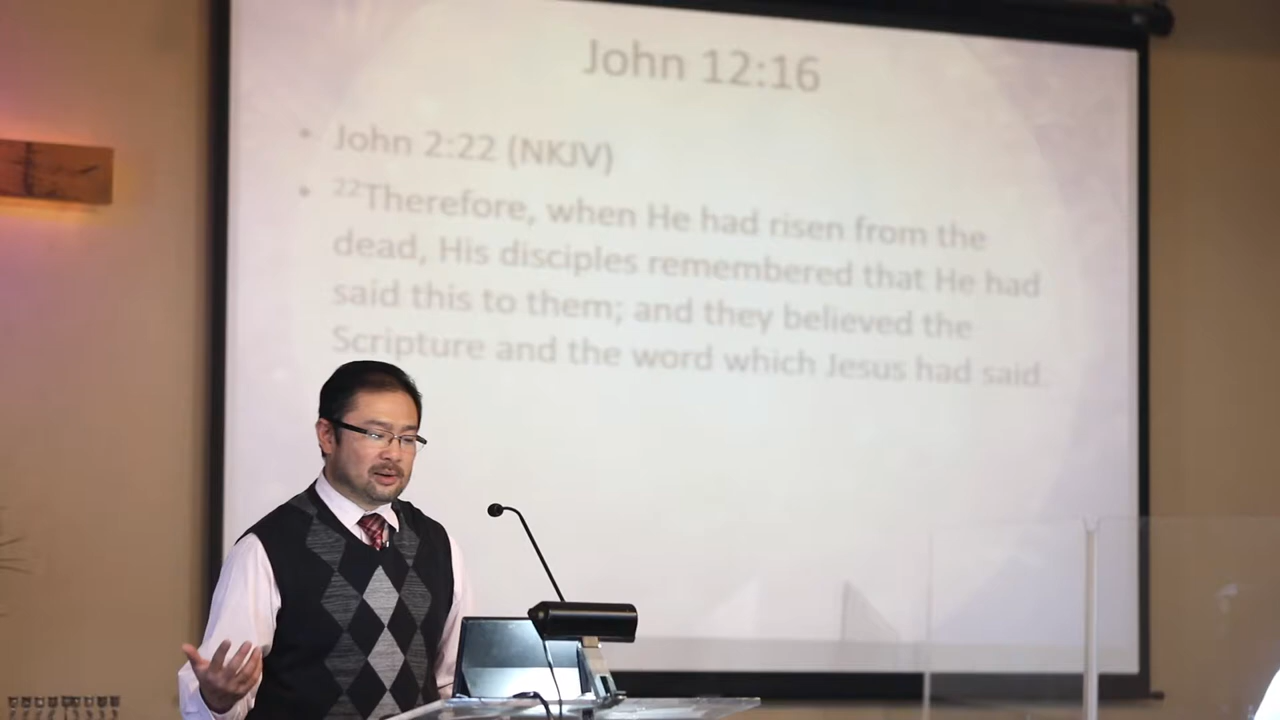 John 12:16
• John 2:22 (NKJV)
• ²²Therefore, when He had risen from the
dead, His disciples remembered that He had
said this to them; and they believed the
Scripture and the word which Jesus had said.